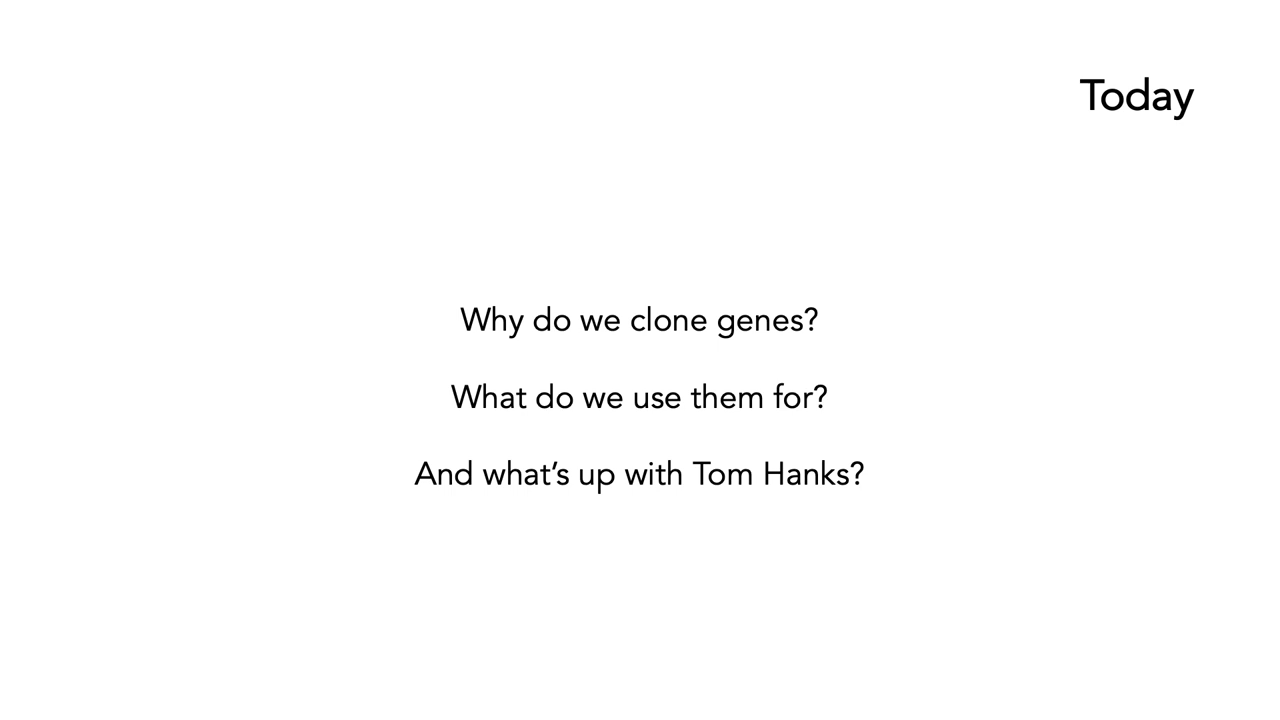 Today
Why do we clone genes?
What do we use them for?
And what’s up with Tom Hanks?